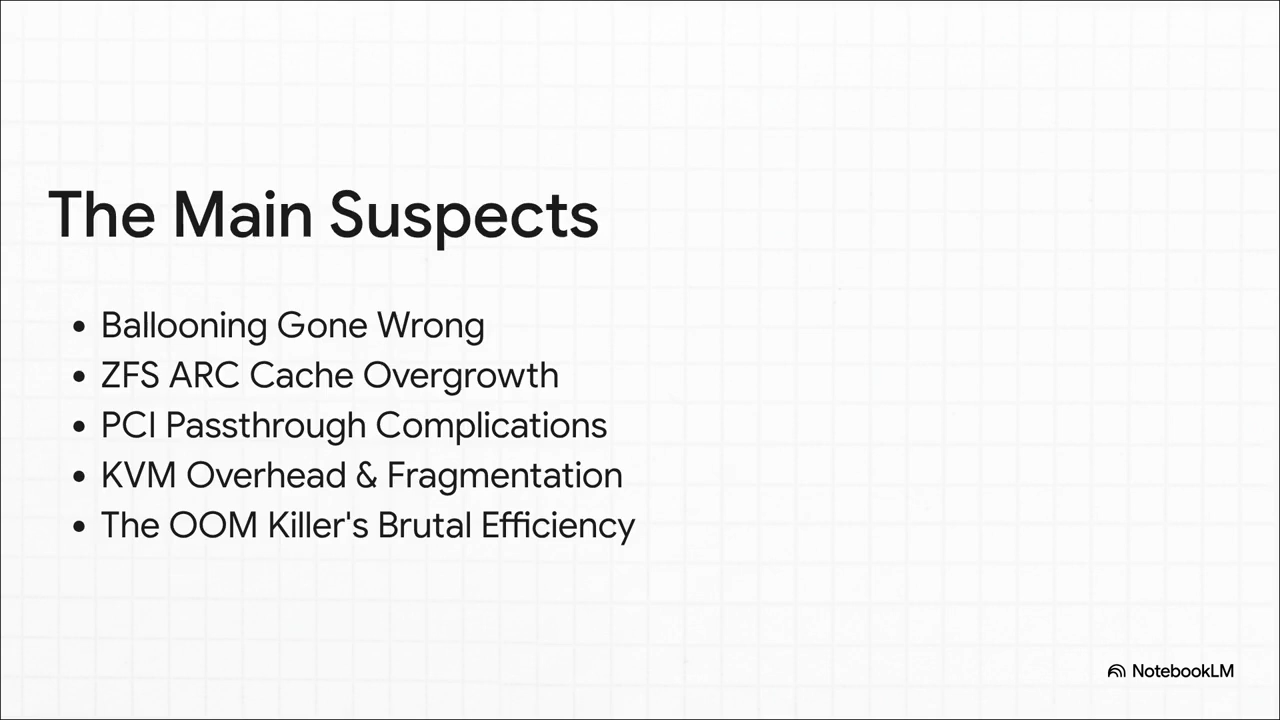 The Main Suspects
• Ballooning Gone Wrong
• ZFS ARC Cache Overgrowth
• PCI Passthrough Complications
• KVM Overhead & Fragmentation
• The OOM Killer's Brutal Efficiency
NotebookLM